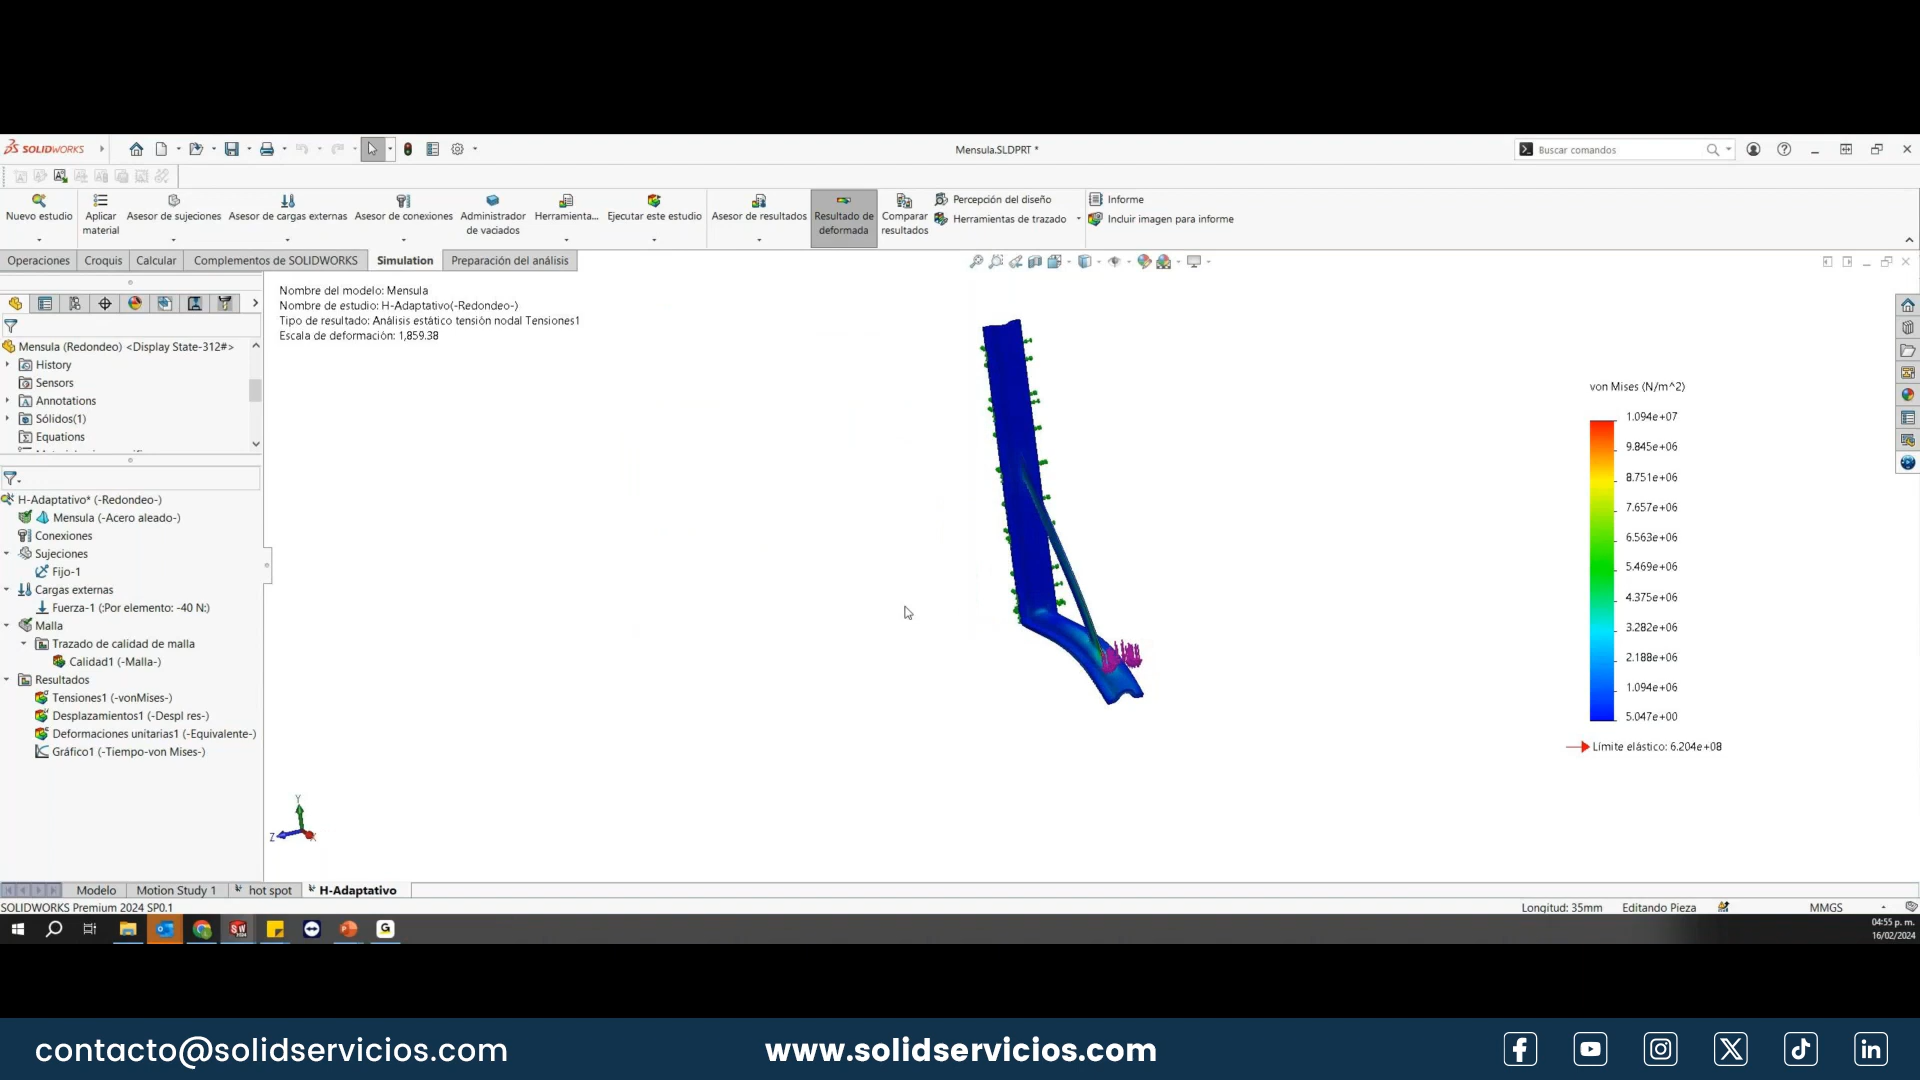 SOLIDWORKS
Mensula.SLDPRT *
Buscar comandos
Nuevo estudio
Aplicar material
Asesor de sujeciones
Asesor de cargas externas
Asesor de conexiones
Administrador de vaciados
Herramienta...
Ejecutar este estudio
Asesor de resultados
Resultado de deformada
Comparar resultados
Percepción del diseño
Herramientas de trazado
Informe
Incluir imagen para informe
Operaciones
Croquis
Calcular
Complementos de SOLIDWORKS
Simulation
Preparación del análisis
Mensula (Redondeo) <Display State-312#>
History
Sensors
Annotations
Sólidos(1)
Equations
H-Adaptativo* (-Redondeo-)
Mensula (-Acero aleado-)
Conexiones
Sujeciones
Fijo-1
Cargas externas
Fuerza-1 (:Por elemento: -40 N:)
Malla
Trazado de calidad de malla
Calidad1 (-Malla-)
Resultados
Tensiones1 (-vonMises-)
Desplazamientos1 (-Despl res-)
Deformaciones unitarias1 (-Equivalente-)
Gráfico1 (-Tiempo-von Mises-)
Nombre del modelo: Mensula
Nombre de estudio: H-Adaptativo(-Redondeo-)
Tipo de resultado: Análisis estático tensión nodal Tensiones1
Escala de deformación: 1,859.38
von Mises (N/m^2)
1.094e+07
9.845e+06
8.751e+06
7.657e+06
6.563e+06
5.469e+06
4.375e+06
3.282e+06
2.188e+06
1.094e+06
5.047e+00
Límite elástico: 6.204e+08
Y
Z
X
Modelo
Motion Study 1
hot spot
H-Adaptativo
SOLIDWORKS Premium 2024 SP0.1
Longitud: 35mm
Editando Pieza
MMGS
04:55 p. m.
16/02/2024
contacto@solidservicios.com
www.solidservicios.com